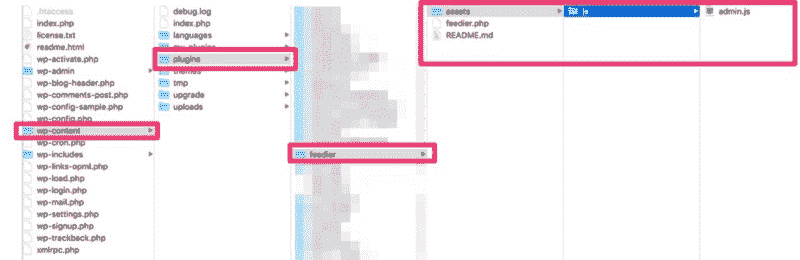 .htaccess
index.php
license.txt
readme.html
wp-activate.php
wp-admin
wp-blog-header.php
wp-comments-post.php
wp-config-sample.php
wp-config.php
wp-content
wp-cron.php
wp-includes
wp-links-opml.php
wp-load.php
wp-login.php
wp-mail.php
wp-settings.php
wp-signup.php
wp-trackback.php
xmlrpc.php
debug.log
index.php
languages
mu-plugins
plugins
themes
tmp
upgrade
uploads
feedier
assets
feedier.php
README.md
js
admin.js